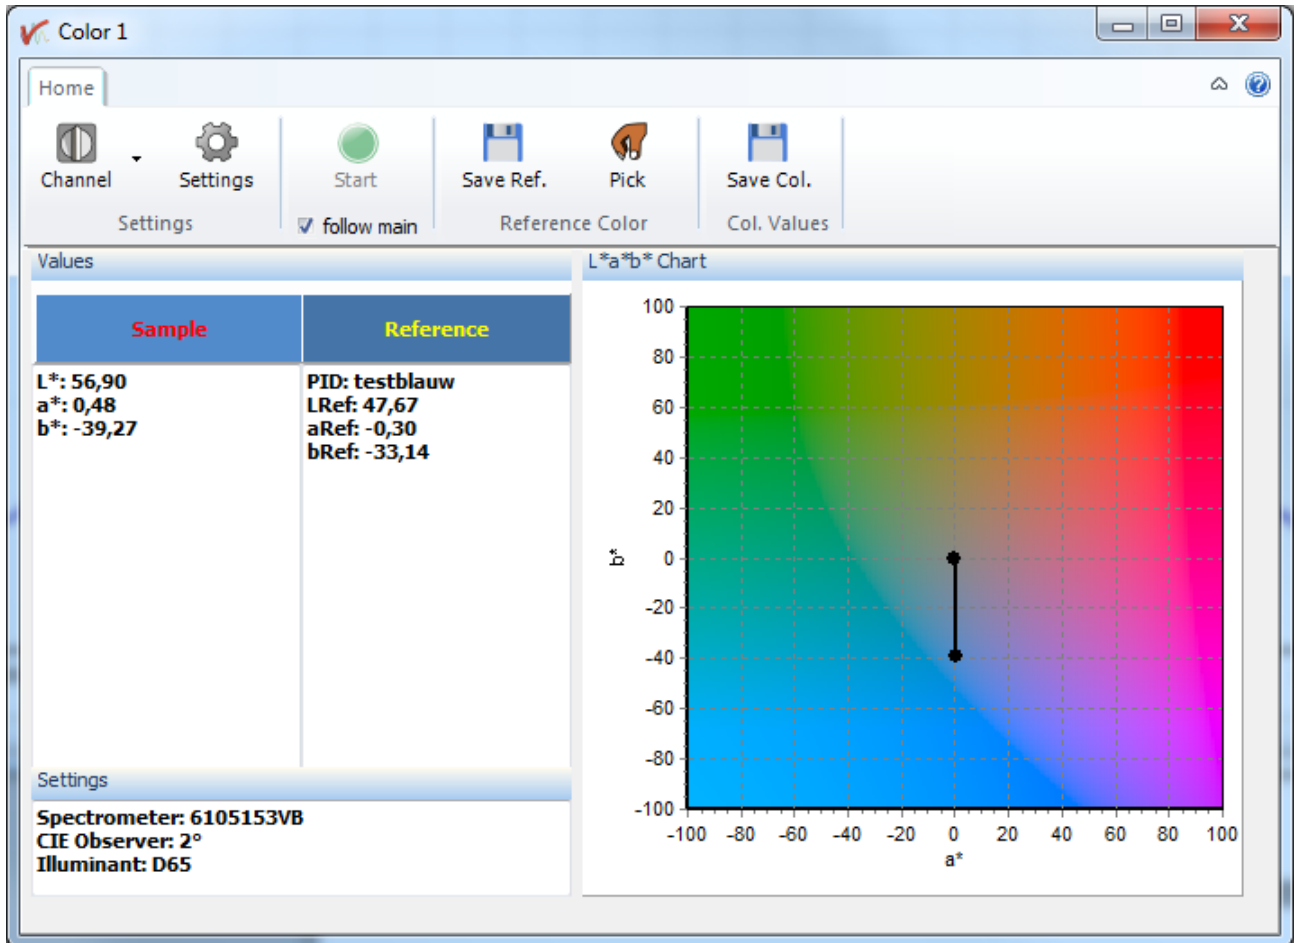 Color 1
Home
Channel
Settings
Start
Save Ref.
Pick
Save Col.
Settings
follow main
Reference Color
Col. Values
Values
Sample
Reference
L*: 56,90
a*: 0,48
b*: -39,27
PID: testblauw
LRef: 47,67
aRef: -0,30
bRef: -33,14
Settings
Spectrometer: 6105153VB
CIE Observer: 2°
Illuminant: D65
L*a*b* Chart
100
80
60
40
20
0
-20
-40
-60
-80
-100
b*
-100 -80 -60 -40 -20 0 20 40 60 80 100
a*